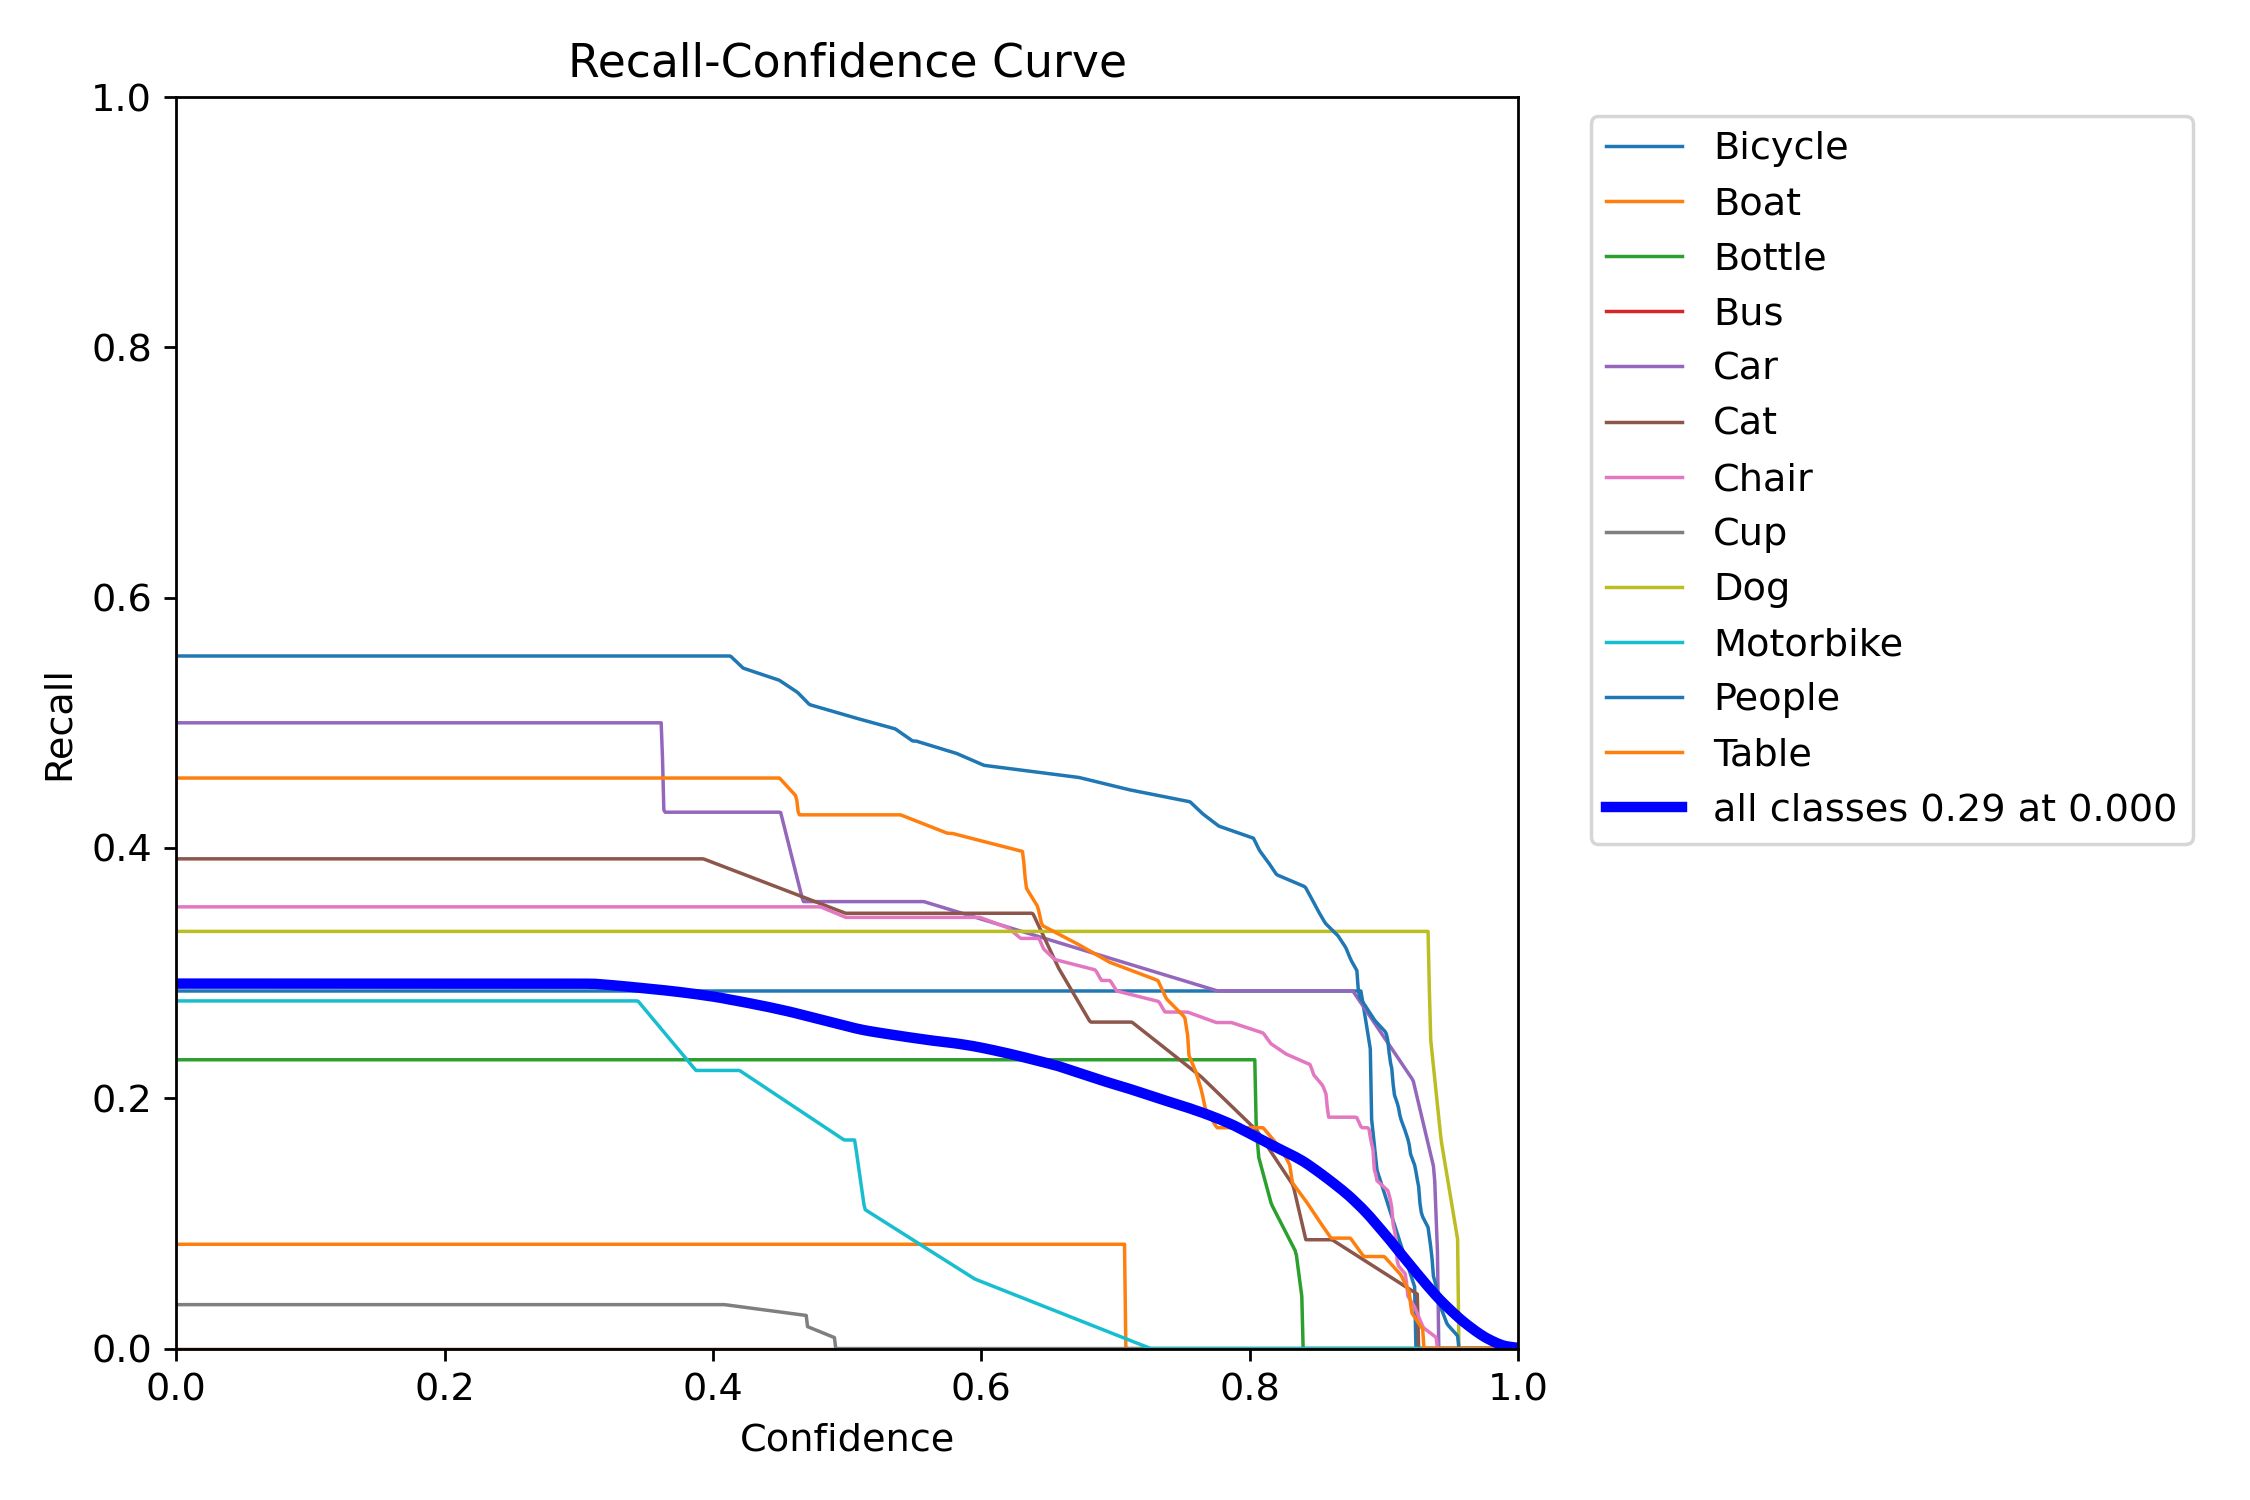 Recall-Confidence Curve
1.0
0.8
0.6
0.4
0.2
0.0
Recall
0.0 0.2 0.4 0.6 0.8 1.0
Confidence
Bicycle
Boat
Bottle
Bus
Car
Cat
Chair
Cup
Dog
Motorbike
People
Table
all classes 0.29 at 0.000